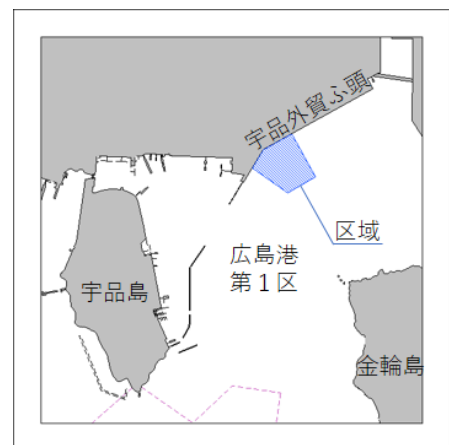 宇品外貿ふ頭
区域
広島港
第１区
宇品島
金輪島